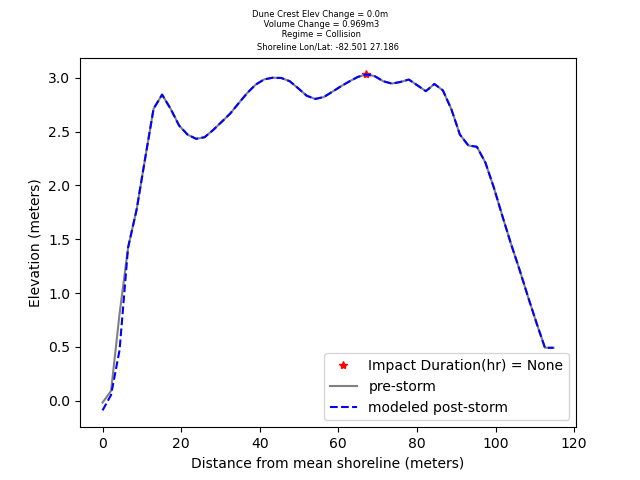 Dune Crest Elev Change = 0.0m
Volume Change = 0.969m3
Regime = Collision
Shoreline Lon/Lat: -82.501 27.186
3.0
2.5
2.0
1.5
1.0
0.5
0.0
Elevation (meters)
Impact Duration(hr) = None
pre-storm
modeled post-storm
0 20 40 60 80 100 120
Distance from mean shoreline (meters)